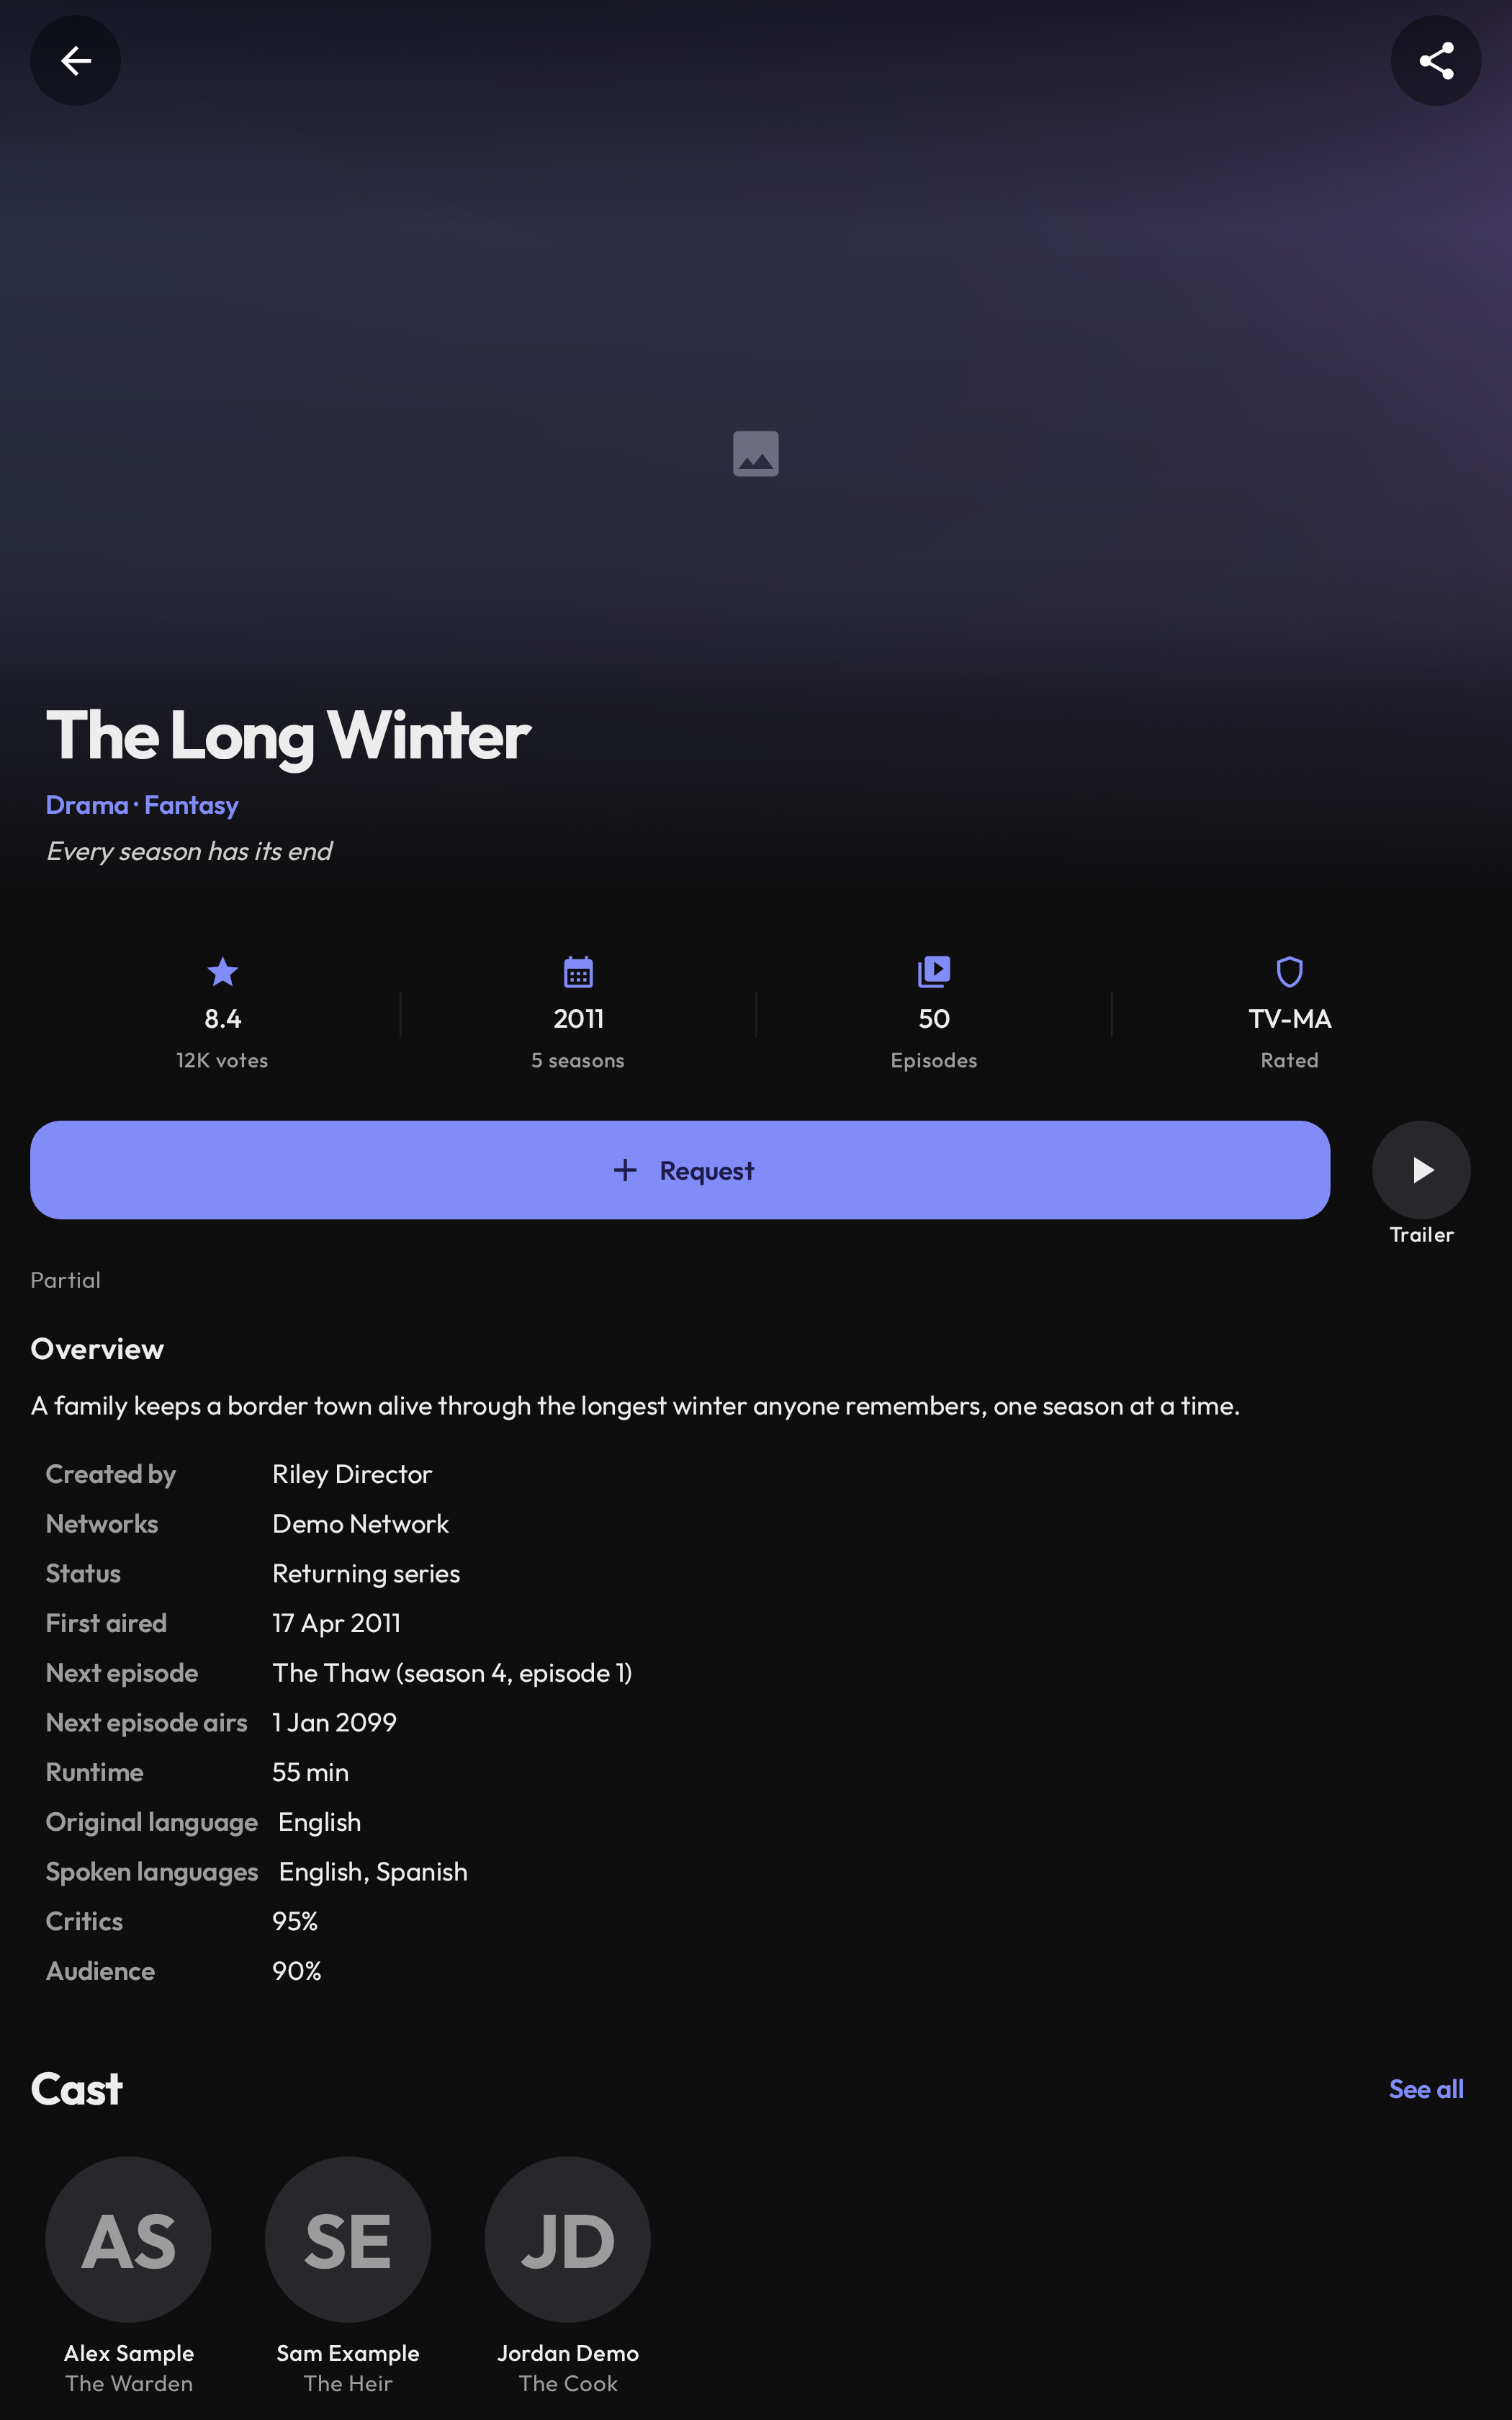 The Long Winter
Drama · Fantasy
Every season has its end
8.4
12K votes
2011
5 seasons
50
Episodes
TV-MA
Rated
Request
Trailer
Partial
Overview
A family keeps a border town alive through the longest winter anyone remembers, one season at a time.
Created by Riley Director
Networks Demo Network
Status Returning series
First aired 17 Apr 2011
Next episode The Thaw (season 4, episode 1)
Next episode airs 1 Jan 2099
Runtime 55 min
Original language English
Spoken languages English, Spanish
Critics 95%
Audience 90%
Cast See all
AS SE JD
Alex Sample Sam Example Jordan Demo
The Warden The Heir The Cook